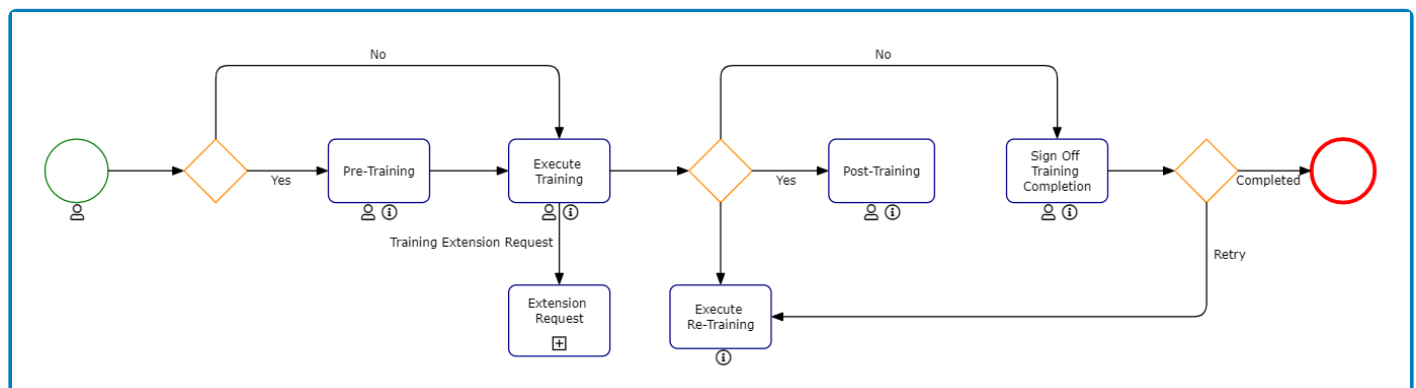 No
No
Yes
Pre-Training
Execute
Training
Yes
Post-Training
Sign Off
Training
Completion
Completed
Training Extension Request
Retry
Extension
Request
Execute
Re-Training